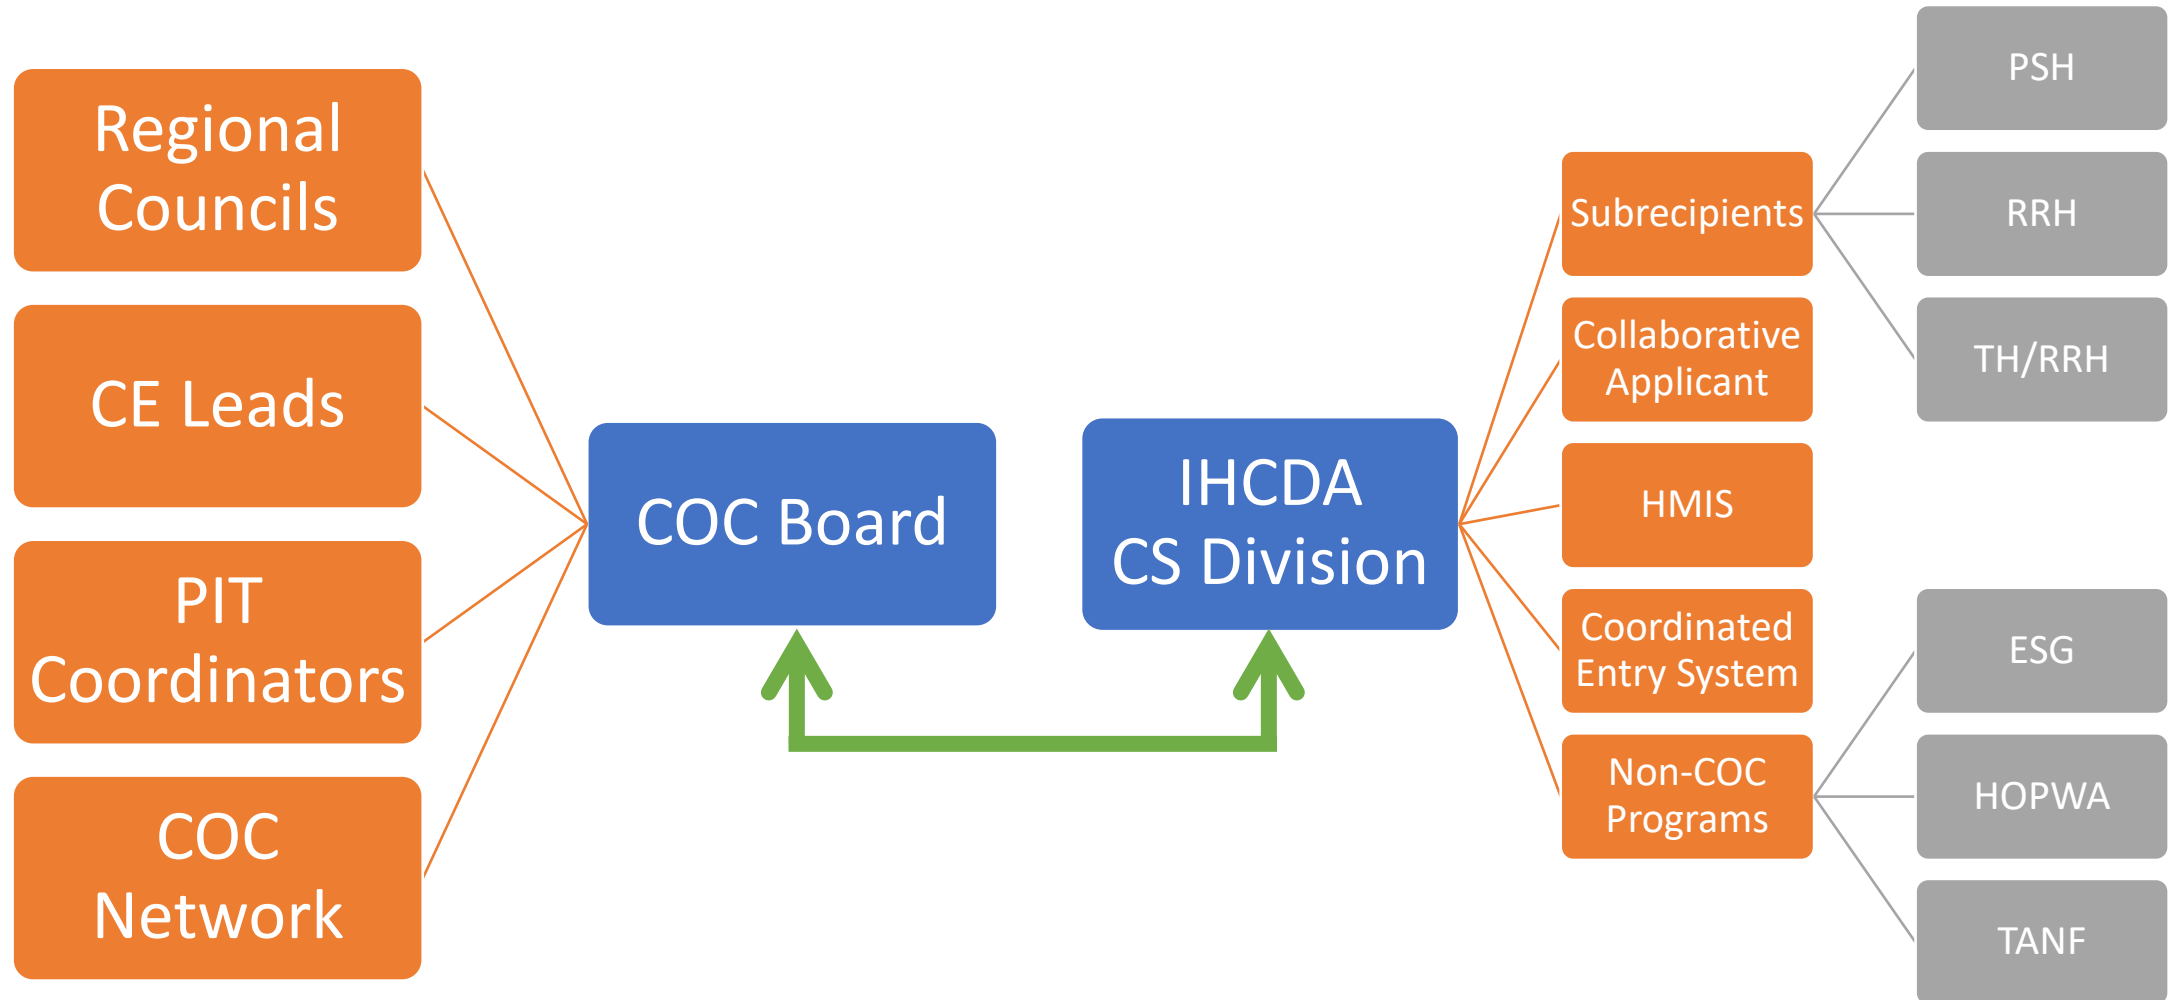 Regional
Councils
CE Leads
PIT
Coordinators
COC
Network
COC Board
IHCDA
CS Division
Subrecipients
Collaborative
Applicant
HMIS
Coordinated
Entry System
Non-COC
Programs
PSH
RRH
TH/RRH
ESG
HOPWA
TANF